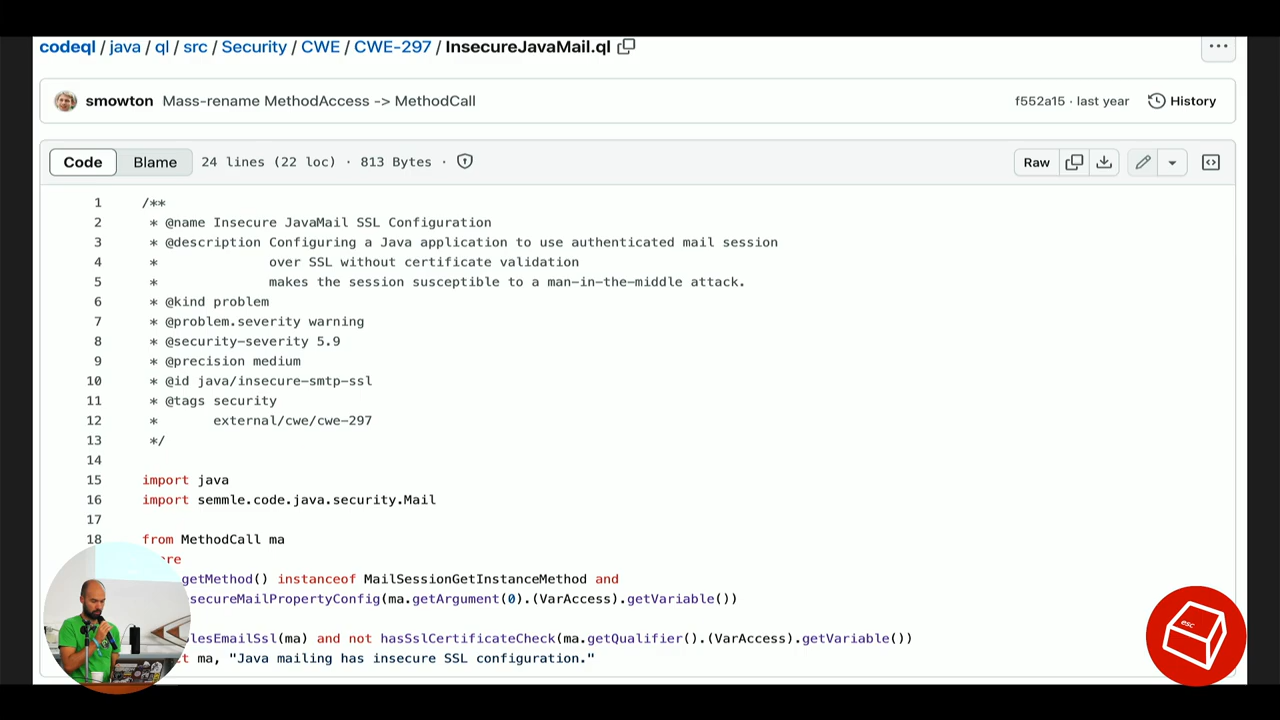 codeql / java / ql / src / Security / CWE / CWE-297 / InsecureJavaMail.ql
smowton Mass-rename MethodAccess -> MethodCall f552a15 · last year History
Code Blame 24 lines (22 loc) · 813 Bytes · Raw
1 /**
2 * @name Insecure JavaMail SSL Configuration
3 * @description Configuring a Java application to use authenticated mail session
4 * over SSL without certificate validation
5 * makes the session susceptible to a man-in-the-middle attack.
6 * @kind problem
7 * @problem.severity warning
8 * @security-severity 5.9
9 * @precision medium
10 * @id java/insecure-smtp-ssl
11 * @tags security
12 * external/cwe/cwe-297
13 */
14
15 import java
16 import semmle.code.java.security.Mail
17
18 from MethodCall ma
re
getMethod() instanceof MailSessionGetInstanceMethod and
secureMailPropertyConfig(ma.getArgument(0).(VarAccess).getVariable())
lesEmailSsl(ma) and not hasSslCertificateCheck(ma.getQualifier().(VarAccess).getVariable())
t ma, "Java mailing has insecure SSL configuration."
esc